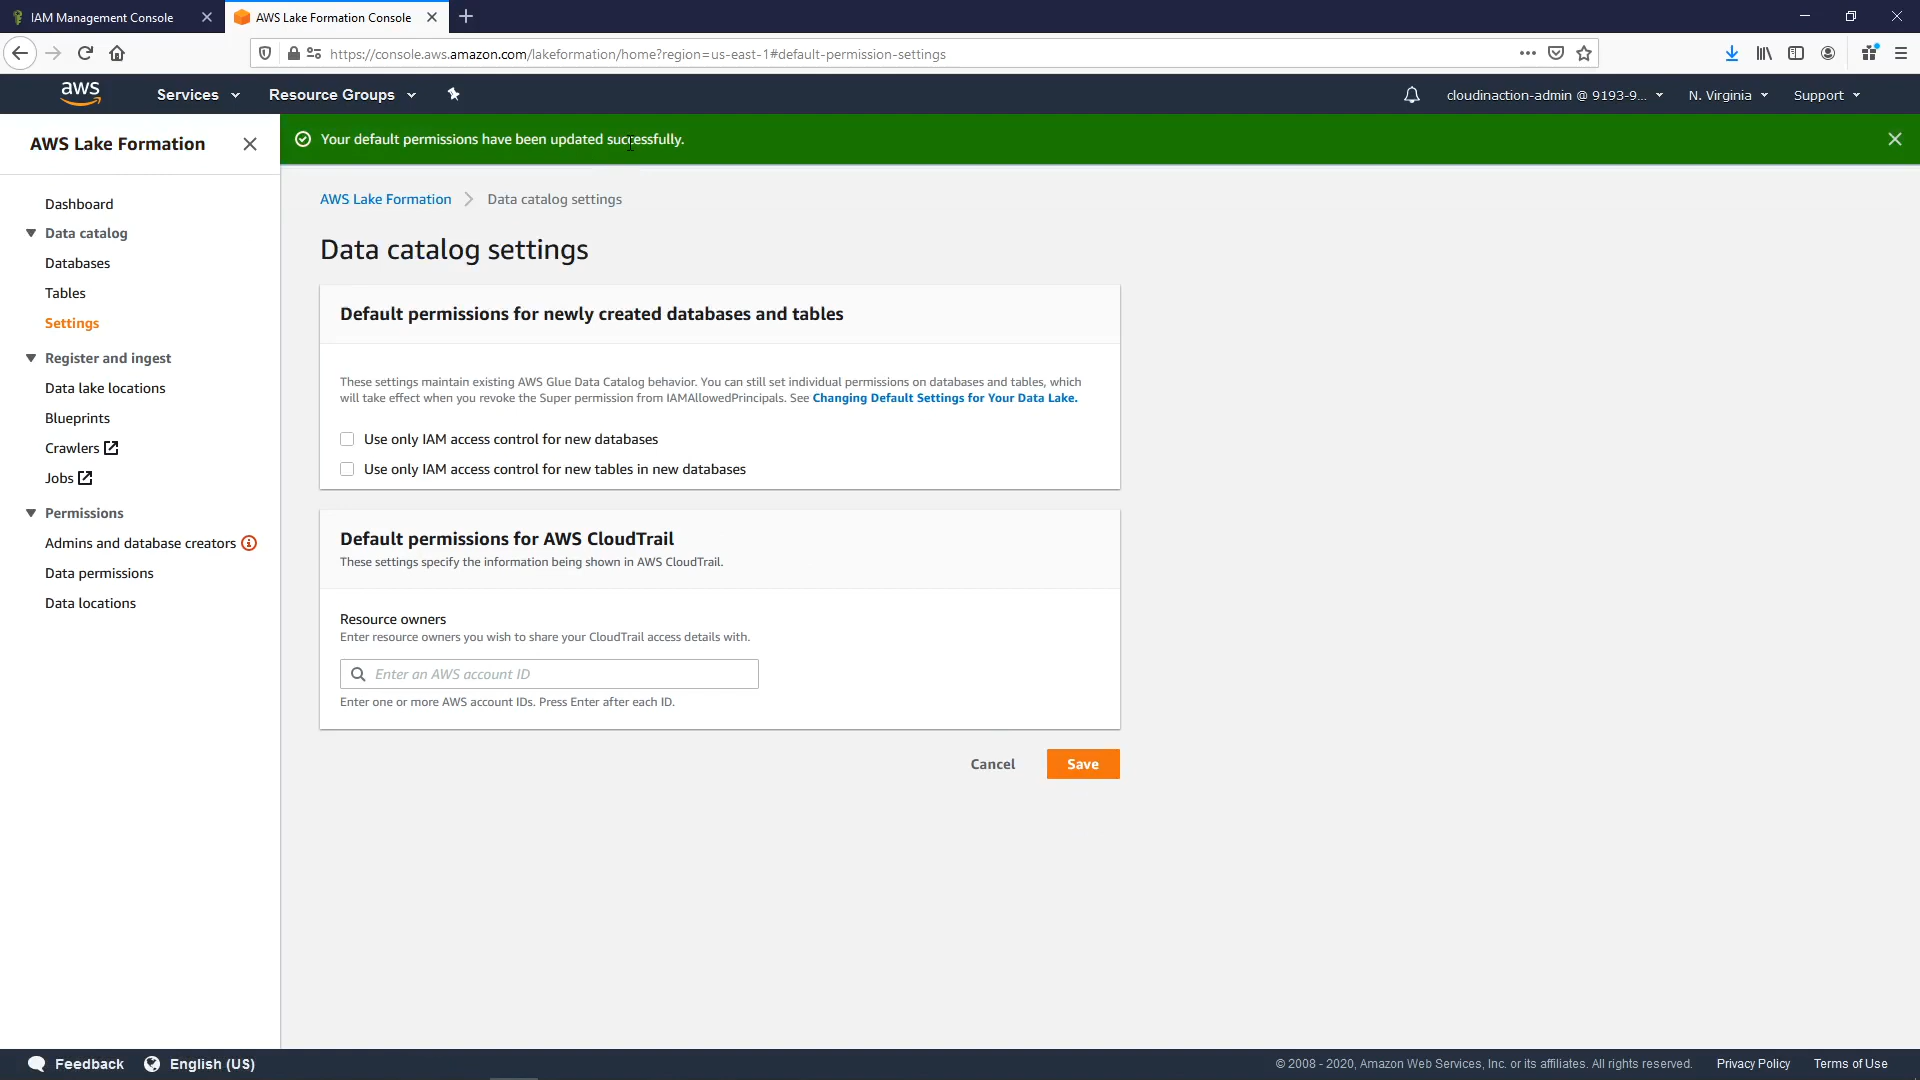 IAM Management Console
AWS Lake Formation Console
https://console.aws.amazon.com/lakeformation/home?region=us-east-1#default-permission-settings
aws
Services
Resource Groups
cloudinaction-admin @ 9193-9...
N. Virginia
Support
AWS Lake Formation
Your default permissions have been updated successfully.
Dashboard
Data catalog
Databases
Tables
Settings
Register and ingest
Data lake locations
Blueprints
Crawlers
Jobs
Permissions
Admins and database creators
Data permissions
Data locations
AWS Lake Formation
Data catalog settings
Data catalog settings
Default permissions for newly created databases and tables
These settings maintain existing AWS Glue Data Catalog behavior. You can still set individual permissions on databases and tables, which
will take effect when you revoke the Super permission from IAMAllowedPrincipals. See Changing Default Settings for Your Data Lake.
Use only IAM access control for new databases
Use only IAM access control for new tables in new databases
Default permissions for AWS CloudTrail
These settings specify the information being shown in AWS CloudTrail.
Resource owners
Enter resource owners you wish to share your CloudTrail access details with.
Enter an AWS account ID
Enter one or more AWS account IDs. Press Enter after each ID.
Cancel
Save
Feedback
English (US)
© 2008 - 2020, Amazon Web Services, Inc. or its affiliates. All rights reserved.
Privacy Policy
Terms of Use